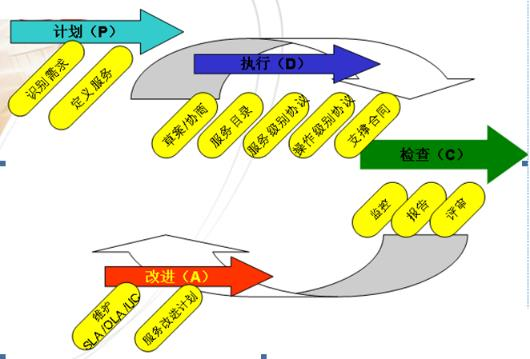 计划（P）
识别需求
定义服务
执行（D）
草案/协商
服务目录
服务级别协议
操作级别协议
支撑合同
检查（C）
监控
报告
评审
改进（A）
维护
SLA/OLA/UC
服务改进计划